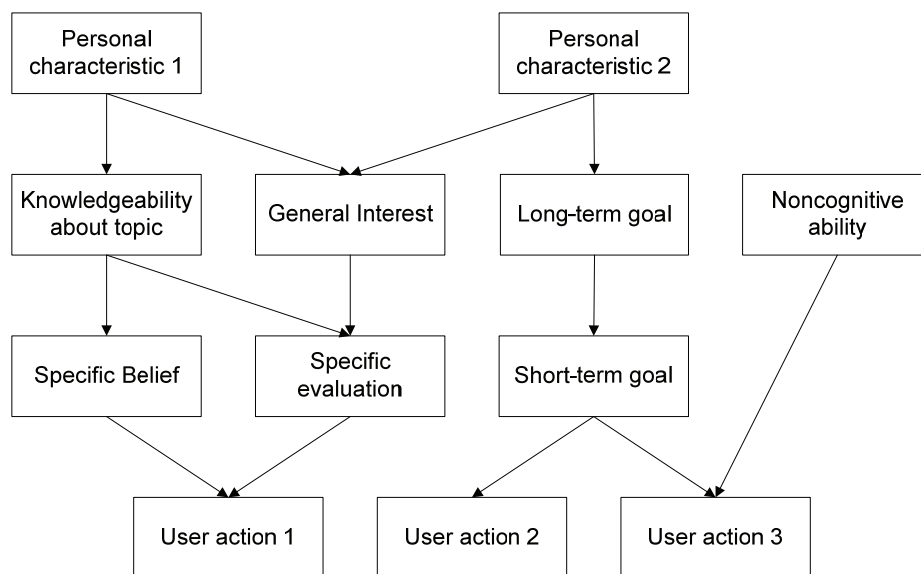 Personal
characteristic 1
Personal
characteristic 2
Knowledgeability
about topic
General Interest
Long-term goal
Noncognitive
ability
Specific Belief
Specific
evaluation
Short-term goal
User action 1
User action 2
User action 3